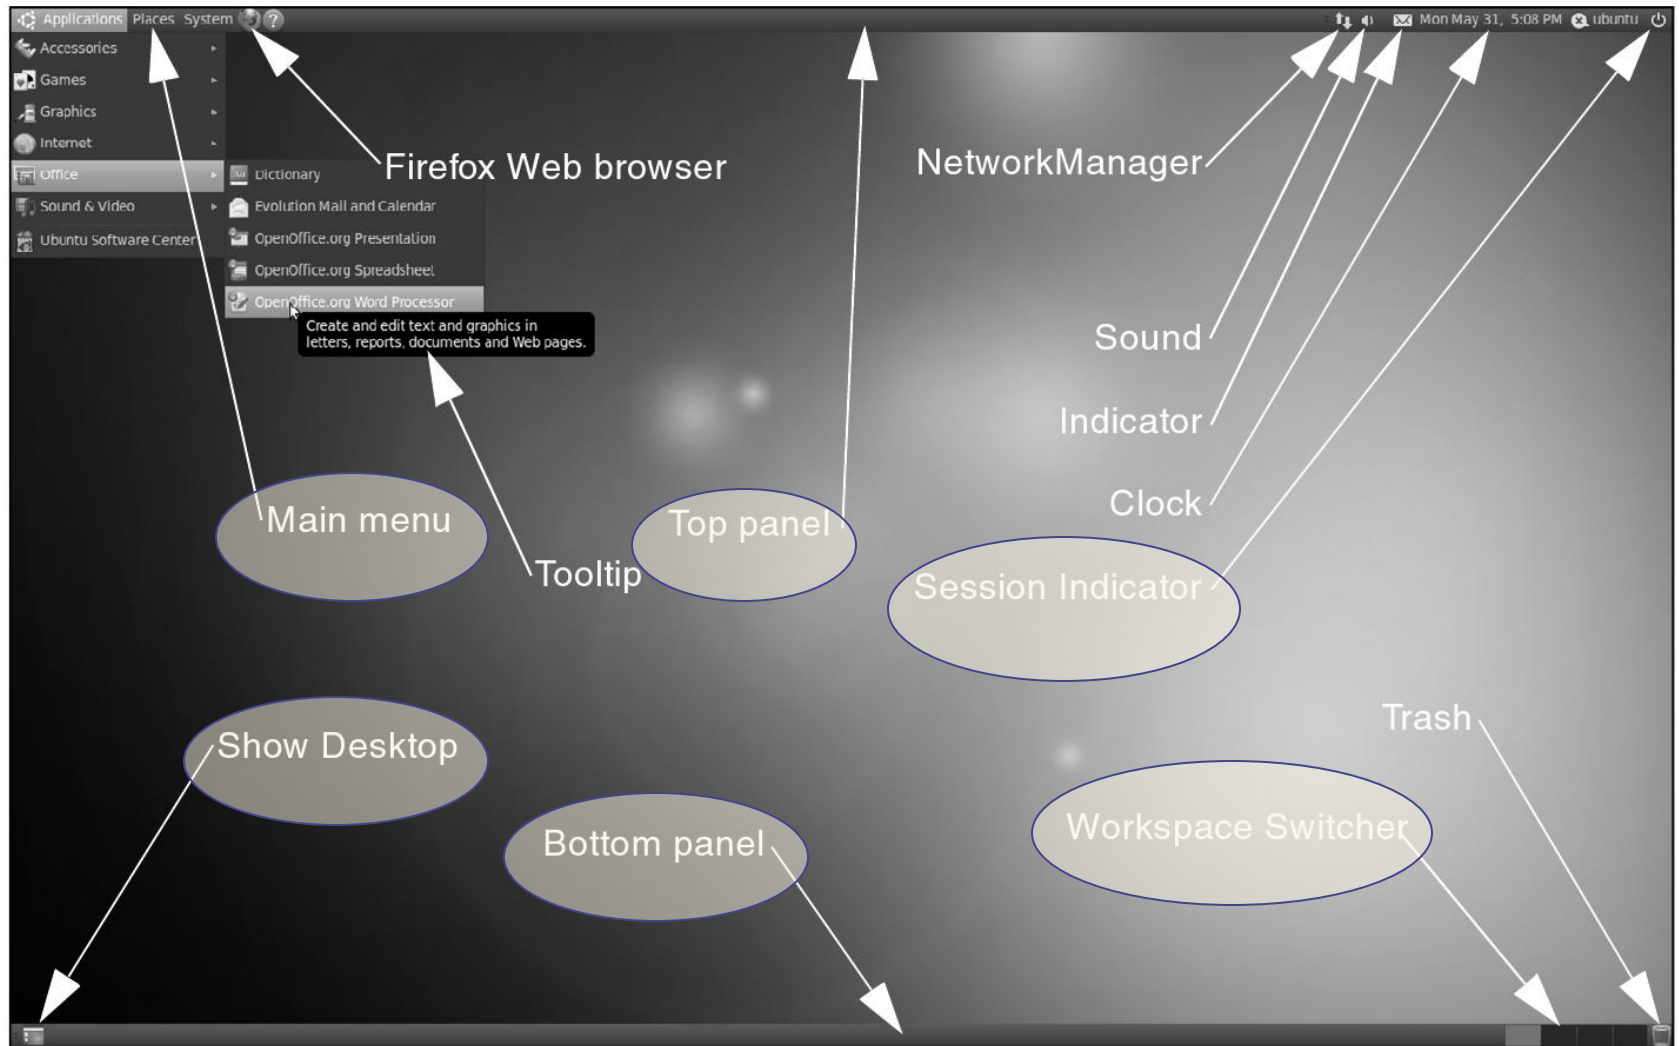 Applications Places System ?
Mon May 31, 5:08 PM ubuntu
Accessories
Games
Graphics
Internet
Office
Sound & Video
Ubuntu Software Center
Dictionary
Evolution Mail and Calendar
OpenOffice.org Presentation
OpenOffice.org Spreadsheet
OpenOffice.org Word Processor
Create and edit text and graphics in
letters, reports, documents and Web pages.
Firefox Web browser
NetworkManager
Sound
Indicator
Clock
Main menu
Top panel
Tooltip
Session Indicator
Show Desktop
Trash
Bottom panel
Workspace Switcher